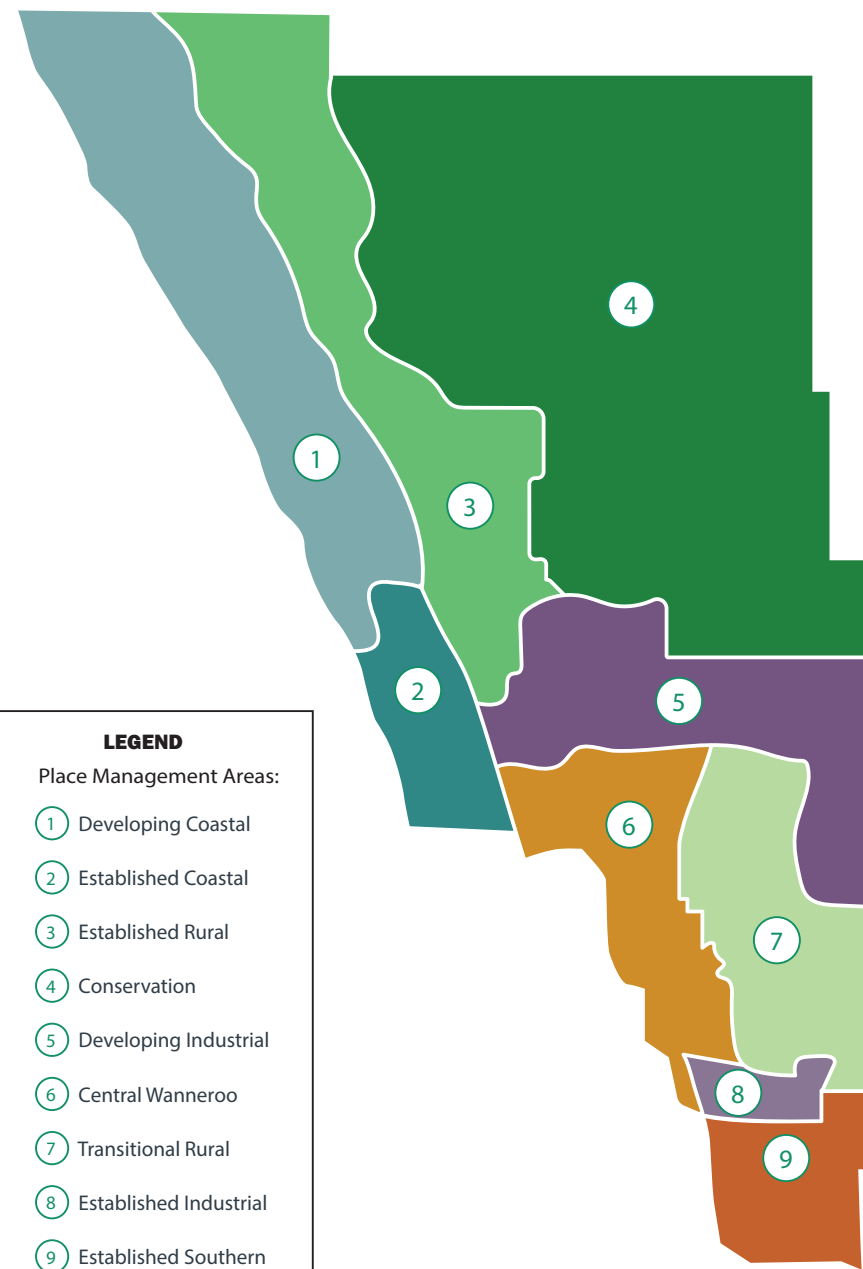 4
1
3
2
5
6
7
8
9
LEGEND
Place Management Areas:
1 Developing Coastal
2 Established Coastal
3 Established Rural
4 Conservation
5 Developing Industrial
6 Central Wanneroo
7 Transitional Rural
8 Established Industrial
9 Established Southern